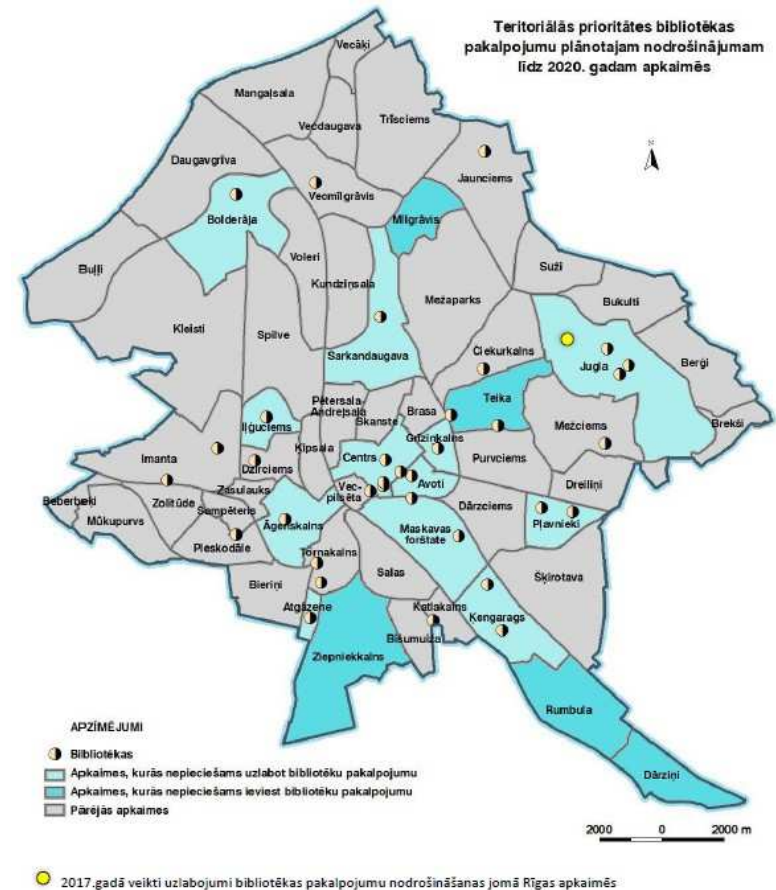 Teritoriālās prioritātes bibliotēkas
pakalpojumu plānotajam nodrošinājumam
līdz 2020. gadam apkaimēs
N
Vecāķi
Mangaļsala
Vecdaugava
Trīsciems
Daugavgrīva
Vecmīlgrāvis
Jaunciems
Bolderāja
Mīlgrāvis
Buļļi
Voleri
Kundziņsala
Suži
Mežaparks
Bukulti
Kleisti
Spilve
Sarkandaugava
Čiekurkalns
Jugla
Berģi
Pētersala
Andrejsala
Skanste
Brasa
Teika
Brekši
Iļģuciems
Ķīpsala
Grīziņkalns
Mežciems
Imanta
Dzirciems
Centrs
Purvciems
Zasulauks
Vec-
pilsēta
Avoti
Dreiliņi
Beberbeķi
Zolitūde
Sampēteris
Dārzciems
Mūkupurvs
Āgenskalns
Maskavas
forštate
Pļavnieki
Pleskodāle
Torņakalns
Bieriņi
Salas
Šķirotava
Atgāzene
Katlakalns
Ķengarags
Ziepniekkalns
Bišumuiža
Rumbula
Dārziņi
APZĪMĒJUMI
Bibliotēkas
Apkaimes, kurās nepieciešams uzlabot bibliotēku pakalpojumu
Apkaimes, kurās nepieciešams ieviest bibliotēku pakalpojumu
Pārējās apkaimes
2000 0 2000 m
2017.gadā veikti uzlabojumi bibliotēkas pakalpojumu nodrošināšanas jomā Rīgas apkaimēs